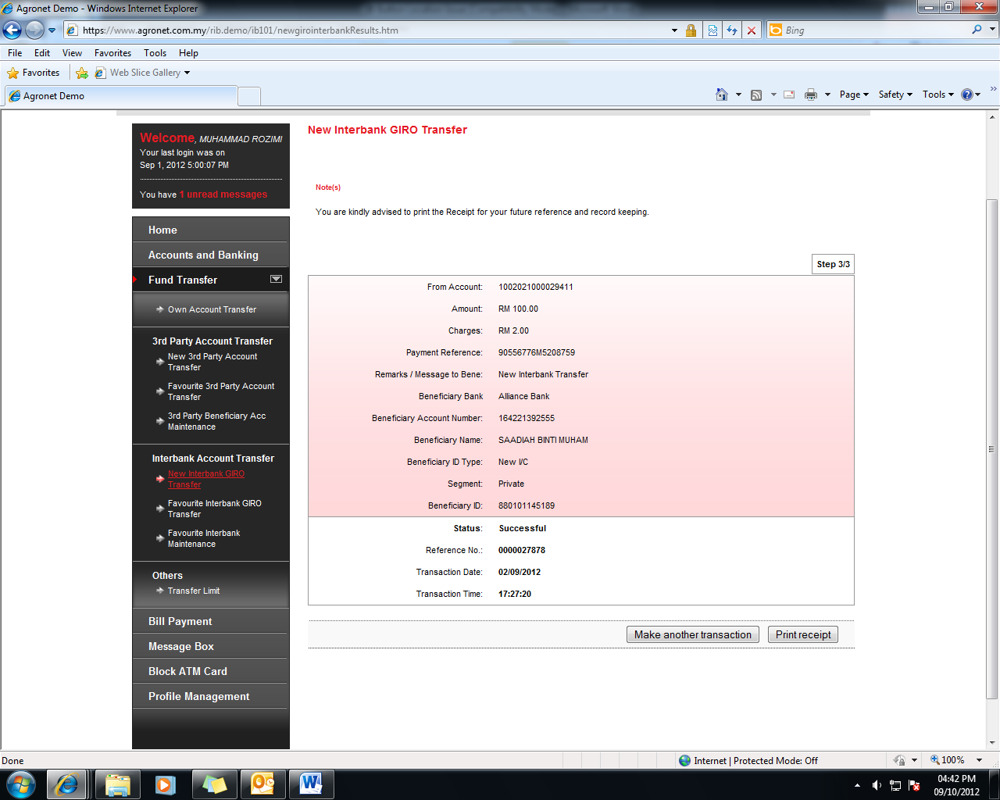 Agronet Demo - Windows Internet Explorer
https://www.agronet.com.my/rib.demo/ib101/newgirointerbankResults.htm
Bing
File Edit View Favorites Tools Help
Favorites Web Slice Gallery
Agronet Demo
Page Safety Tools
Welcome, MUHAMMAD ROZIMI
Your last login was on
Sep 1, 2012 5:00:07 PM
You have 1 unread messages
Home
Accounts and Banking
Fund Transfer
Own Account Transfer
3rd Party Account Transfer
New 3rd Party Account
Transfer
Favourite 3rd Party Account
Transfer
3rd Party Beneficiary Acc
Maintenance
Interbank Account Transfer
New Interbank GIRO
Transfer
Favourite Interbank GIRO
Transfer
Favourite Interbank
Maintenance
Others
Transfer Limit
Bill Payment
Message Box
Block ATM Card
Profile Management
New Interbank GIRO Transfer
Note(s)
You are kindly advised to print the Receipt for your future reference and record keeping.
Step 3/3
From Account: 1002021000029411
Amount: RM 100.00
Charges: RM 2.00
Payment Reference: 90556776M5208759
Remarks / Message to Bene: New Interbank Transfer
Beneficiary Bank Alliance Bank
Beneficiary Account Number: 164221392555
Beneficiary Name: SAADIAH BINTI MUHAM
Beneficiary ID Type: New I/C
Segment: Private
Beneficiary ID: 880101145189
Status: Successful
Reference No.: 0000027878
Transaction Date: 02/09/2012
Transaction Time: 17:27:20
Make another transaction Print receipt
Done Internet | Protected Mode: Off 100%
04:42 PM
09/10/2012